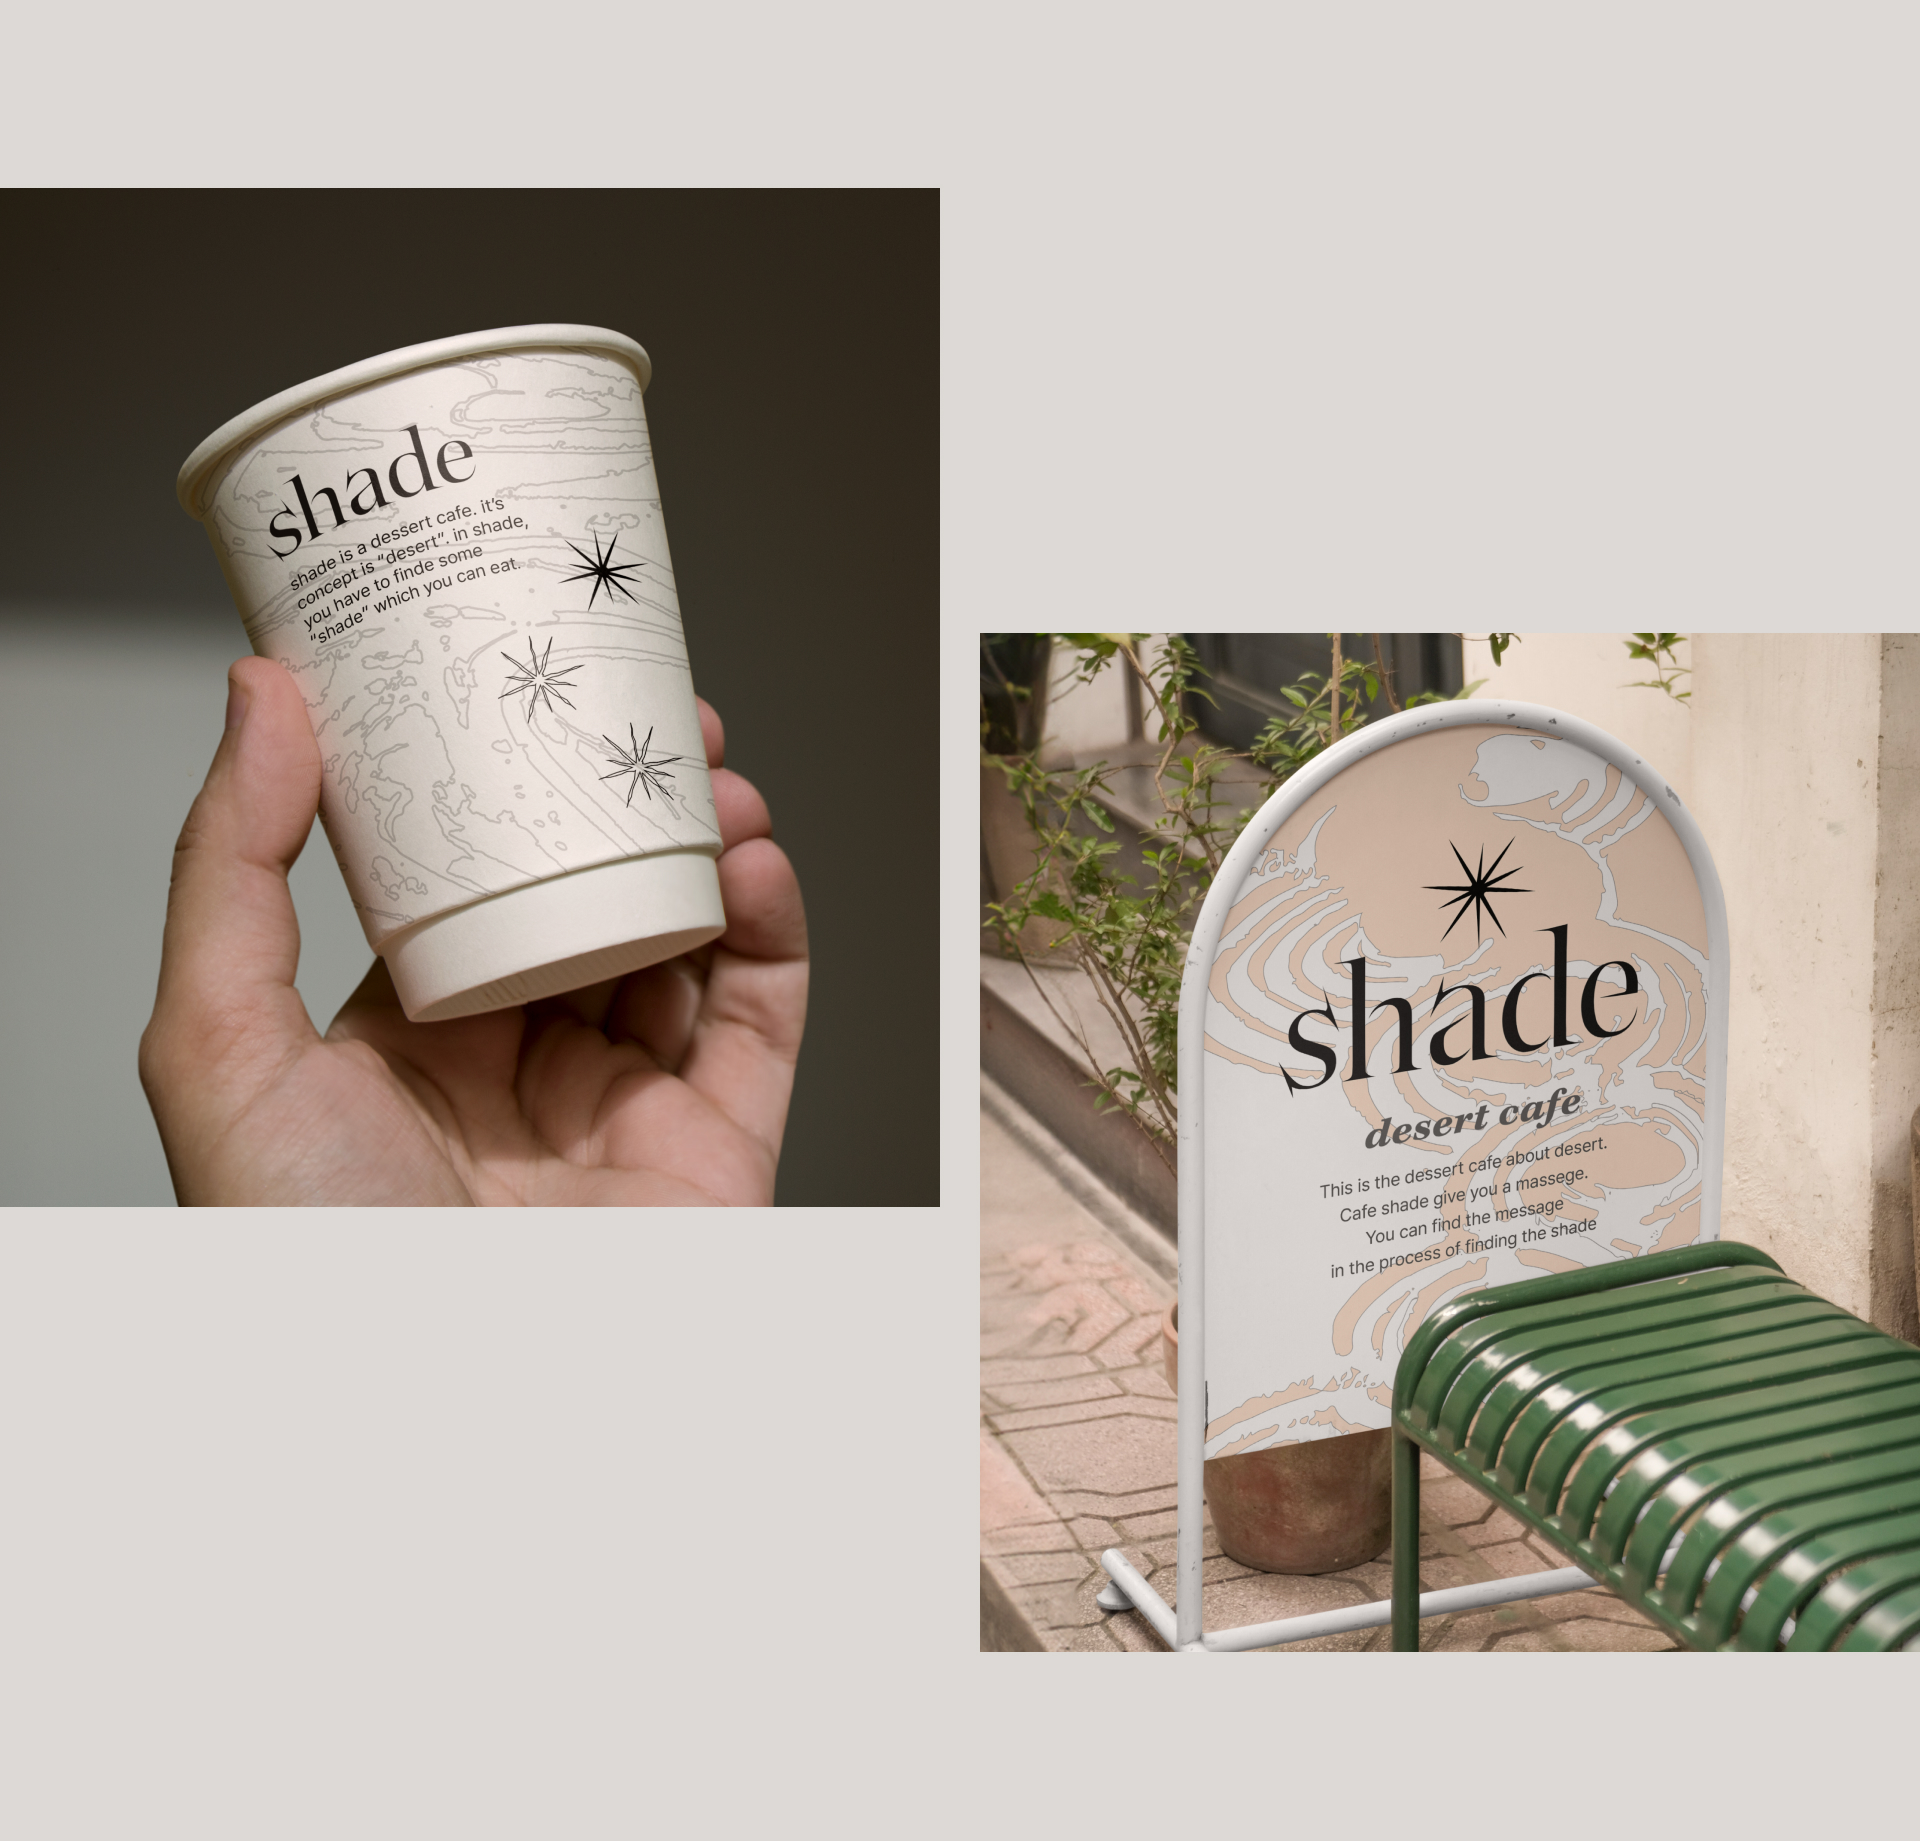 shade
shade is a dessert cafe. it's
concept is "desert". in shade,
you have to finde some
"shade" which you can eat.
shade
desert cafe
This is the dessert cafe about desert.
Cafe shade give you a massege.
You can find the message
in the process of finding the shade